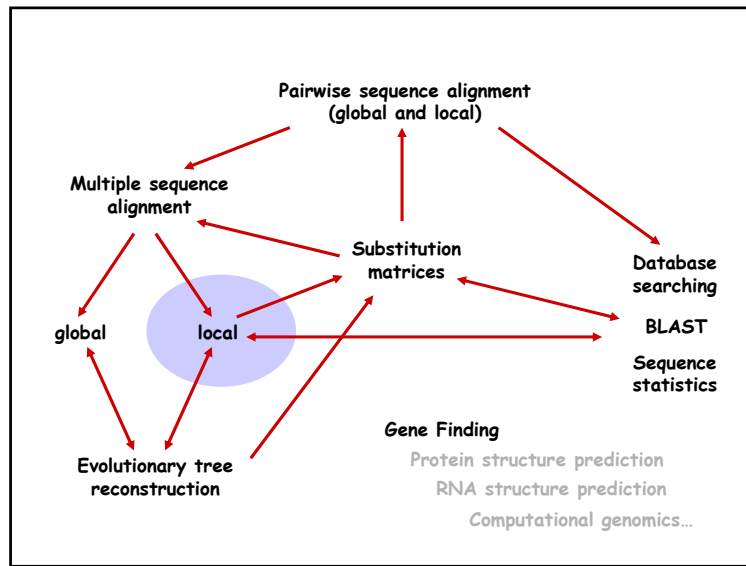 Pairwise sequence alignment
(global and local)
Multiple sequence
alignment
Substitution
matrices
Database
searching
global
local
BLAST
Sequence
statistics
Evolutionary tree
reconstruction
Gene Finding
Protein structure prediction
RNA structure prediction
Computational genomics…